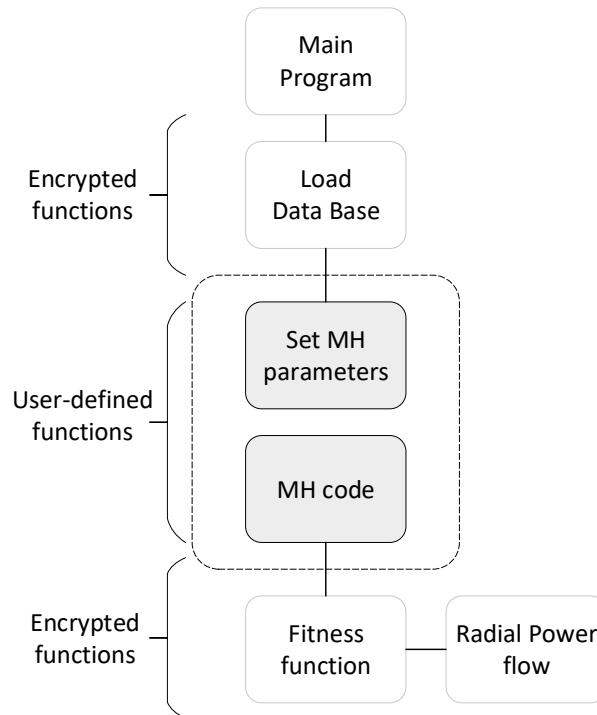 Main
Program
Encrypted
functions
Load
Data Base
Set MH
parameters
User-defined
functions
MH code
Encrypted
functions
Fitness
function
Radial Power
flow